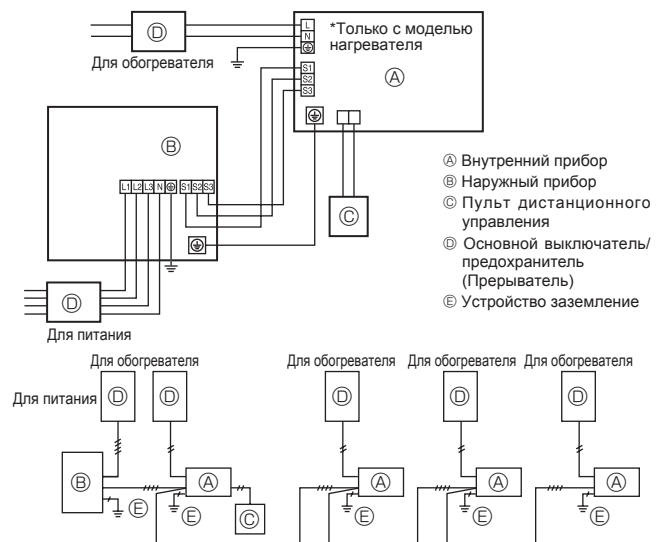 Ⓓ
L
N
*Только с моделью
нагревателя
Для обогревателя
S1
S2
S3
Ⓐ
Ⓑ
L1 L2 L3 N S1 S2 S3
Ⓒ
Ⓐ Внутренний прибор
Ⓑ Наружный прибор
Ⓒ Пульт дистанционного
управления
Ⓓ Основной выключатель/
предохранитель
(Прерыватель)
Ⓔ Устройство заземление
Ⓓ
Для питания
Для обогревателя Для обогревателя Для обогревателя Для обогревателя
Для питания Ⓓ Ⓓ Ⓓ Ⓓ Ⓓ
Ⓑ Ⓐ Ⓐ Ⓐ Ⓐ
Ⓔ Ⓔ Ⓒ Ⓔ Ⓔ Ⓔ